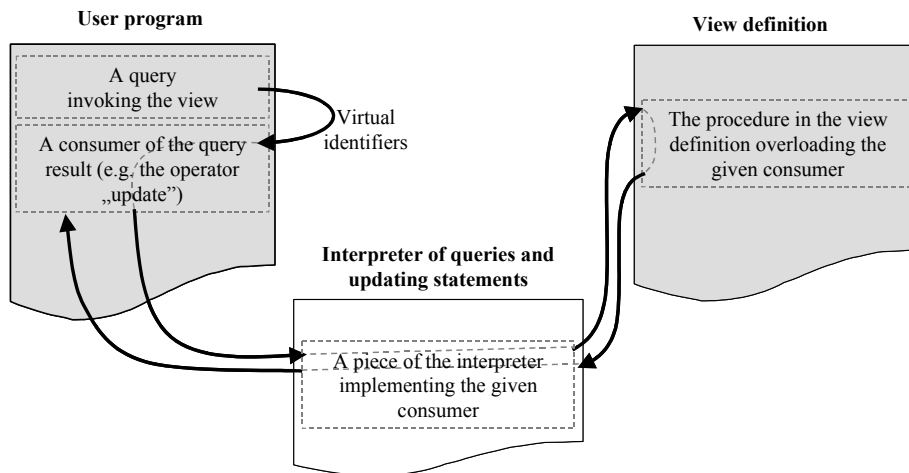 User program
View definition
A query
invoking the view
Virtual
identifiers
A consumer of the query
result (e.g. the operator
„update”)
The procedure in the view
definition overloading the
given consumer
Interpreter of queries and
updating statements
A piece of the interpreter
implementing the given
consumer